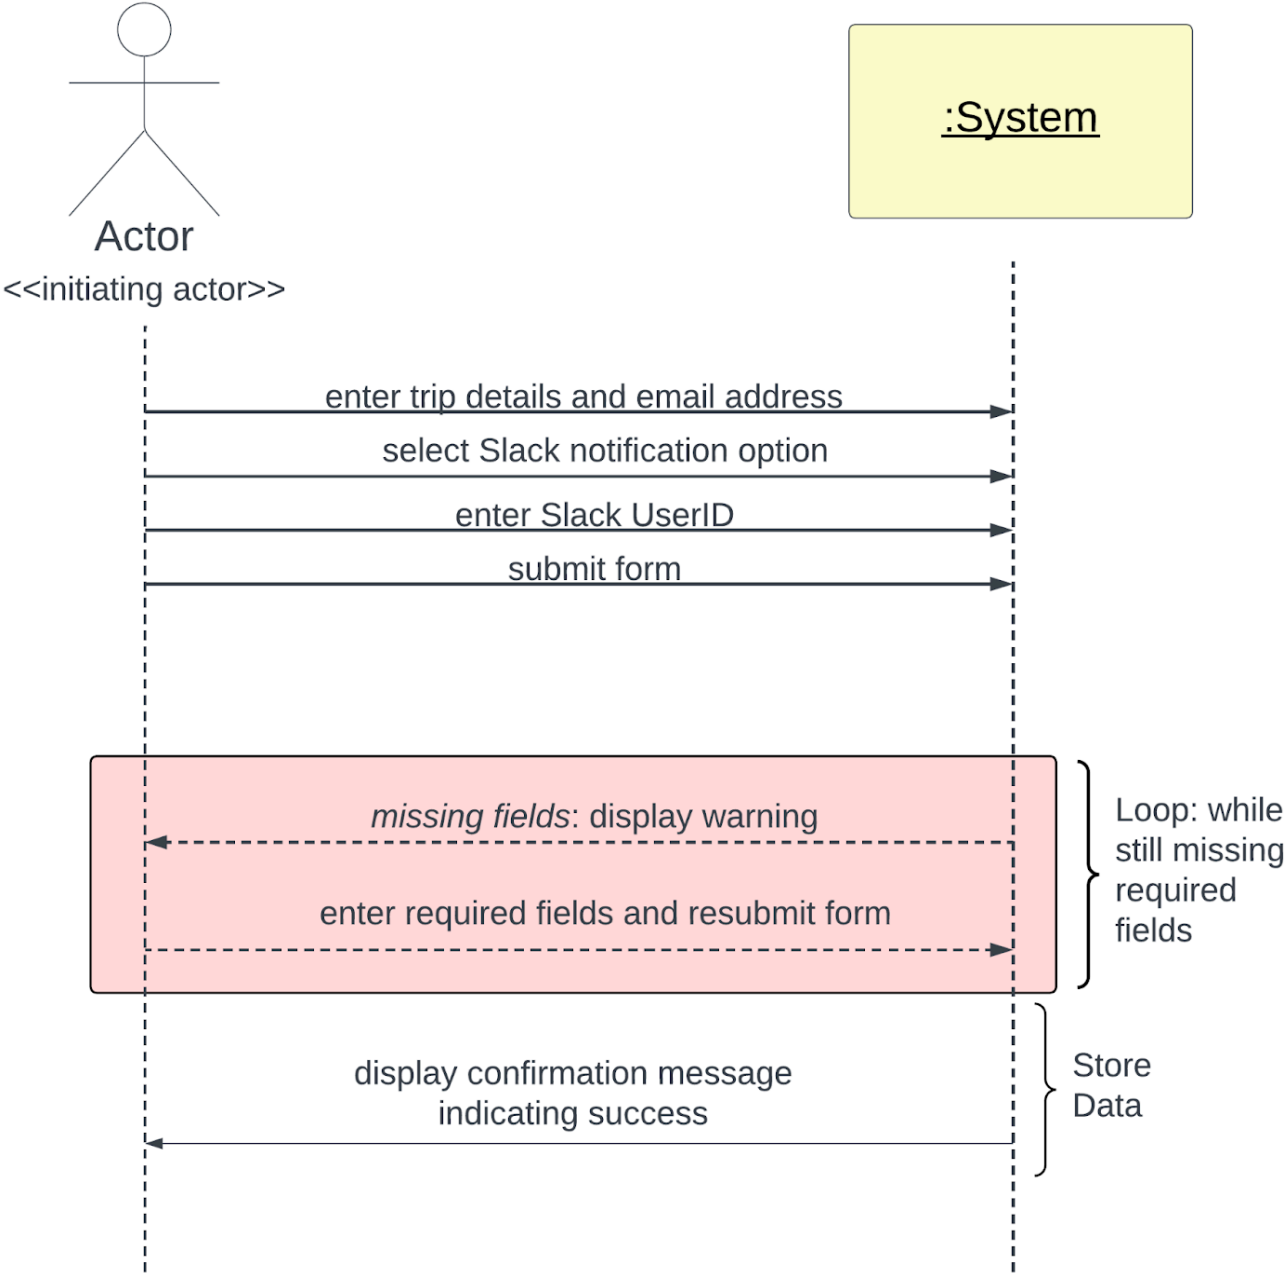 :System
Actor
<<initiating actor>>
enter trip details and email address
select Slack notification option
enter Slack UserID
submit form
missing fields: display warning
enter required fields and resubmit form
Loop: while
still missing
required
fields
display confirmation message
indicating success
Store
Data